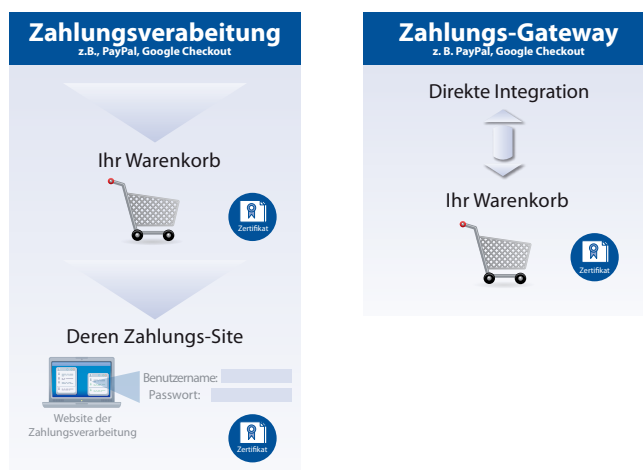 Zahlungsverabeitung
z.B., PayPal, Google Checkout
Ihr Warenkorb
Zertifikat
Deren Zahlungs-Site
Benutzername:
Passwort:
Website der
Zahlungsverarbeitung
Zertifikat
Zahlungs-Gateway
z. B. PayPal, Google Checkout
Direkte Integration
Ihr Warenkorb
Zertifikat